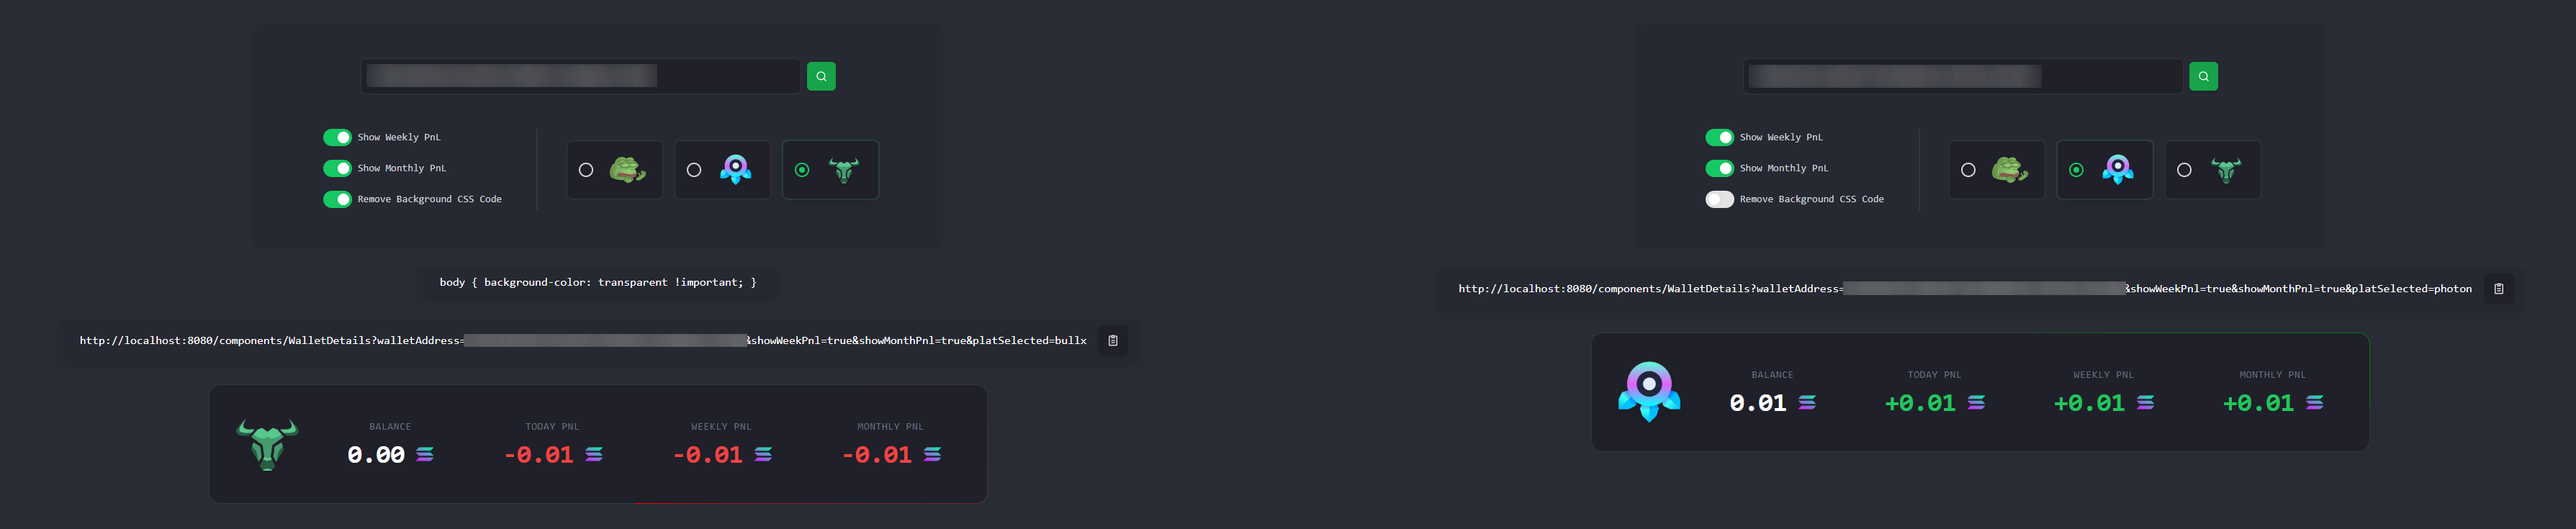 Show Weekly PnL
Show Monthly PnL
Remove Background CSS Code
body { background-color: transparent !important; }
http://localhost:8080/components/WalletDetails?walletAddress=
&showWeekPnl=true&showMonthPnl=true&platSelected=bullx
BALANCE TODAY PNL WEEKLY PNL MONTHLY PNL
0.00 -0.01 -0.01 -0.01
Show Weekly PnL
Show Monthly PnL
Remove Background CSS Code
http://localhost:8080/components/WalletDetails?walletAddress=
&showWeekPnl=true&showMonthPnl=true&platSelected=photon
BALANCE TODAY PNL WEEKLY PNL MONTHLY PNL
0.01 +0.01 +0.01 +0.01